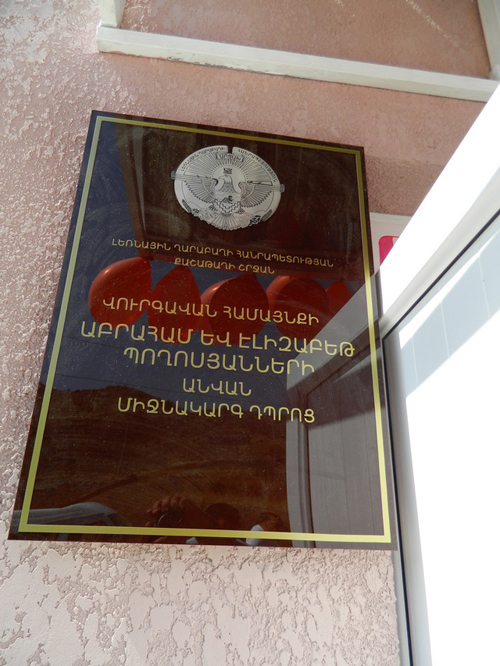 ԼԵՌՆԱՅԻՆ ՂԱՐԱԲԱՂԻ ՀԱՆՐԱՊԵՏՈՒԹՅԱՆ
ՔԱՇԱԹԱՂԻ ՇՐՋԱՆ
ՎՈՒՐԳԱՎԱՆ ՀԱՄԱՅՆՔԻ
ԱԲՐԱՀԱՄ ԵՎ ԷԼԻԶԱԲԵԹ
ՊՈՂՈՍՅԱՆՆԵՐԻ
ԱՆՎԱՆ
ՄԻՋՆԱԿԱՐԳ ԴՊՐՈՑ